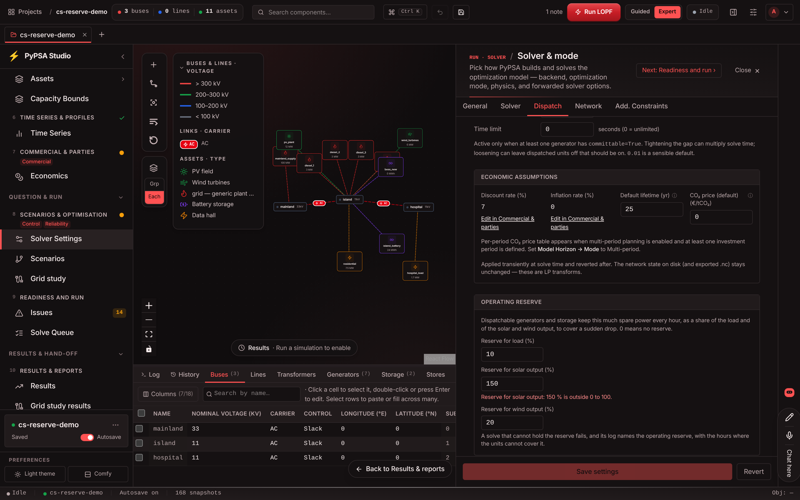 Projects / cs-reserve-demo 3 buses 0 lines 11 assets Search components... Ctrl K 1 note Run LOPF Guided Expert Idle A
cs-reserve-demo
PyPSA Studio
Assets
Capacity Bounds
6 TIME SERIES & PROFILES
Time Series
7 COMMERCIAL & PARTIES
Commercial
Economics
QUESTION & RUN
8 SCENARIOS & OPTIMISATION
Control Reliability
Solver Settings
Scenarios
Grid study
9 READINESS AND RUN
Issues 14
Solve Queue
RESULTS & HAND-OFF
10 RESULTS & REPORTS
Results
Grid study results
cs-reserve-demo
Saved Autosave
PREFERENCES
Light theme Comfy
Grp
Each
BUSES & LINES · VOLTAGE
> 300 kV
200–300 kV
100–200 kV
< 100 kV
LINKS · CARRIER
AC AC
ASSETS · TYPE
PV field
Wind turbines
grid — generic plant ...
Battery storage
Data hall
mainland
island
hospital
Results · Run a simulation to enable
Log History Buses (3) Lines Transformers Generators (7) Storage (2) Stores
Columns (7/18) Search by name... · Click a cell to select it, double-click or press Enter to edit. Select rows to paste or fill across many.
NAME NOMINAL VOLTAGE (KV) CARRIER CONTROL LONGITUDE (°E) LATITUDE (°N)
mainland 33 AC Slack 0 0
island 11 AC Slack 0 0 1
hospital 11 AC Slack 0
Back to Results & reports
RUN · SOLVER / Solver & mode
Pick how PyPSA builds and solves the optimization model — backend, optimization mode, physics, and forwarded solver options.
Next: Readiness and run ›
Close ×
General Solver Dispatch Network Add. Constraints
Time limit 0 seconds (0 = unlimited)
Active only when at least one generator has committable=True. Tightening the gap can multiply solve time; loosening can leave dispatched units off that should be on. 0.01 is a sensible default.
ECONOMIC ASSUMPTIONS
Discount rate (%) Inflation rate (%) Default lifetime (yr) CO₂ price (default) (€/tCO₂)
7 0 25 0
Edit in Commercial & parties Edit in Commercial & parties
Per-period CO₂ price table appears when multi-period planning is enabled and at least one investment period is defined. Set Model Horizon → Mode to Multi-period.
Applied transiently at solve time and reverted after. The network state on disk (and exported .nc) stays unchanged — these are LP transforms.
OPERATING RESERVE
Dispatchable generators and storage keep this much spare power every hour, as a share of the load and of the solar and wind output, to cover a sudden drop. 0 means no reserve.
Reserve for load (%)
10
Reserve for solar output (%)
150
Reserve for solar output: 150 % is outside 0 to 100.
Reserve for wind output (%)
20
A solve that cannot hold the reserve fails, and its log names the operating reserve, with the hours where the units cannot cover it.
Save settings Revert
Chat here
Idle cs-reserve-demo Autosave on 168 snapshots Obj: —